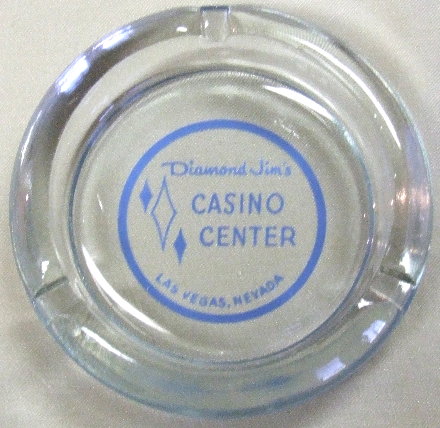 Diamond Jim's
CASINO
CENTER
LAS VEGAS, NEVADA